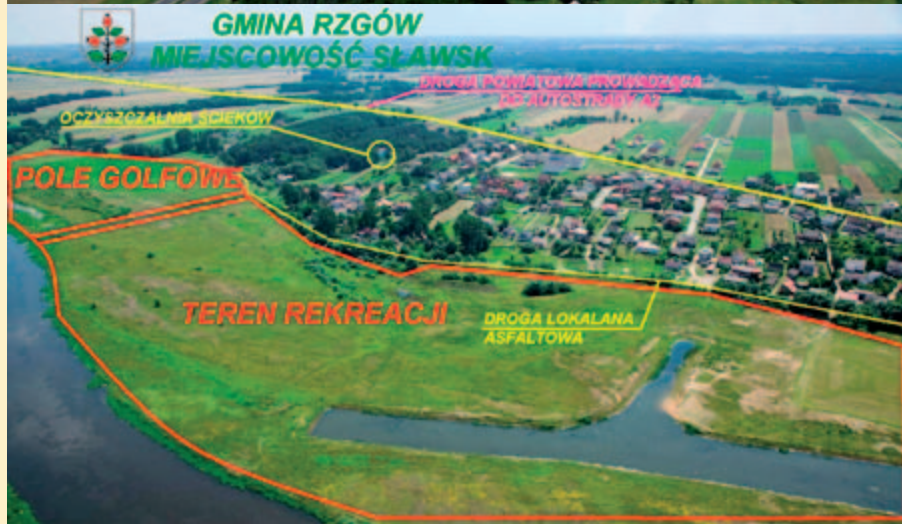 GMINA RZGÓW
MIEJSCOWOŚĆ SŁAWSK
DROGA POWIATOWA PROWADZĄCA
DO AUTOSTRADY A2
OCZYSZCZALNIA ŚCIEKÓW
POLE GOLFOWE
TEREN REKREACJI
DROGA LOKALANA
ASFALTOWA